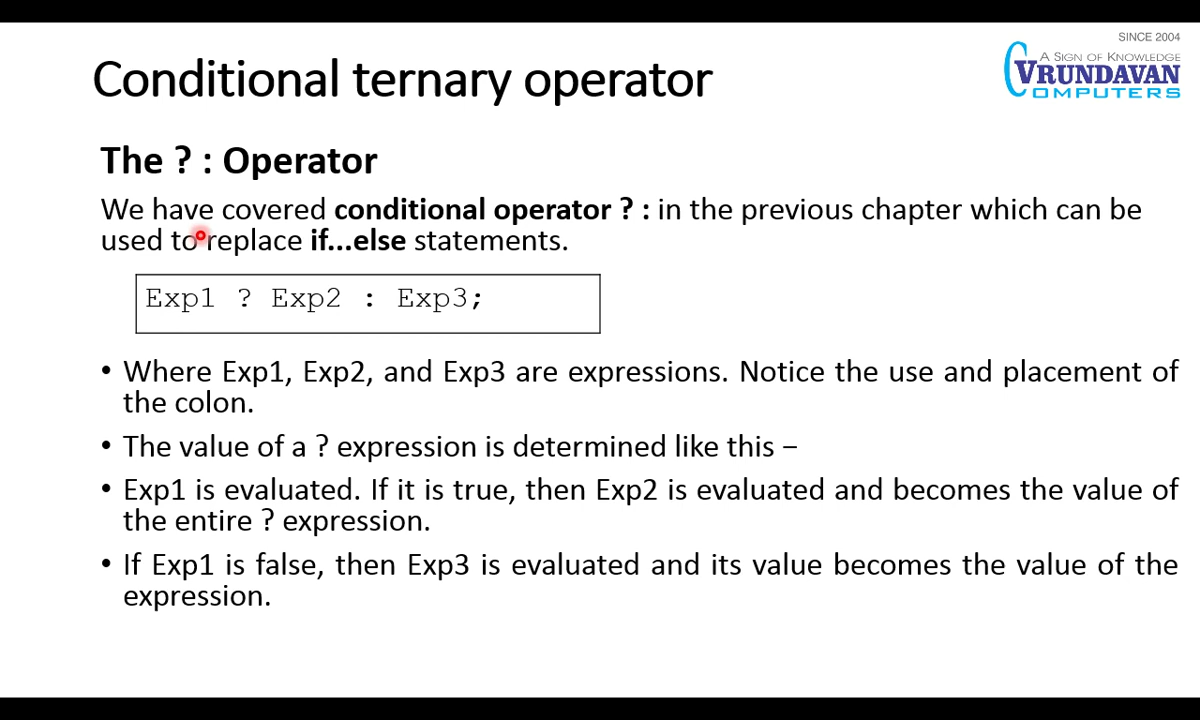 SINCE 2004
A SIGN OF KNOWLEDGE
VRUNDAVAN
COMPUTERS
Conditional ternary operator
The ? : Operator
We have covered conditional operator ? : in the previous chapter which can be
used to replace if...else statements.
Exp1 ? Exp2 : Exp3;
• Where Exp1, Exp2, and Exp3 are expressions. Notice the use and placement of
the colon.
• The value of a ? expression is determined like this −
• Exp1 is evaluated. If it is true, then Exp2 is evaluated and becomes the value of
the entire ? expression.
• If Exp1 is false, then Exp3 is evaluated and its value becomes the value of the
expression.